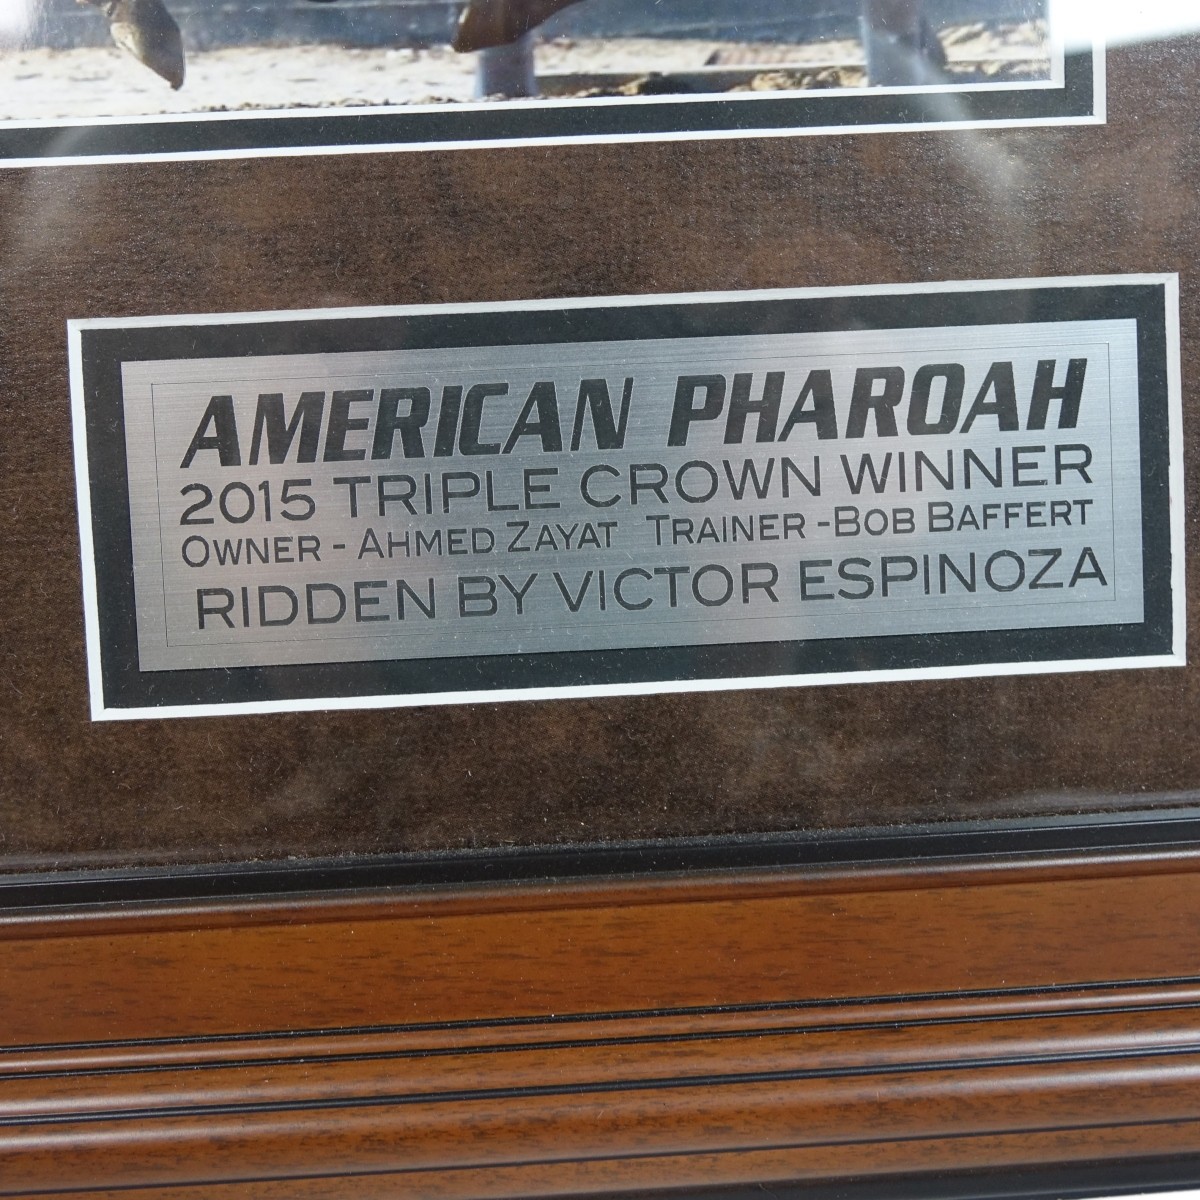 AMERICAN PHAROAH
2015 TRIPLE CROWN WINNER
OWNER - AHMED ZAYAT TRAINER -BOB BAFFERT
RIDDEN BY VICTOR ESPINOZA